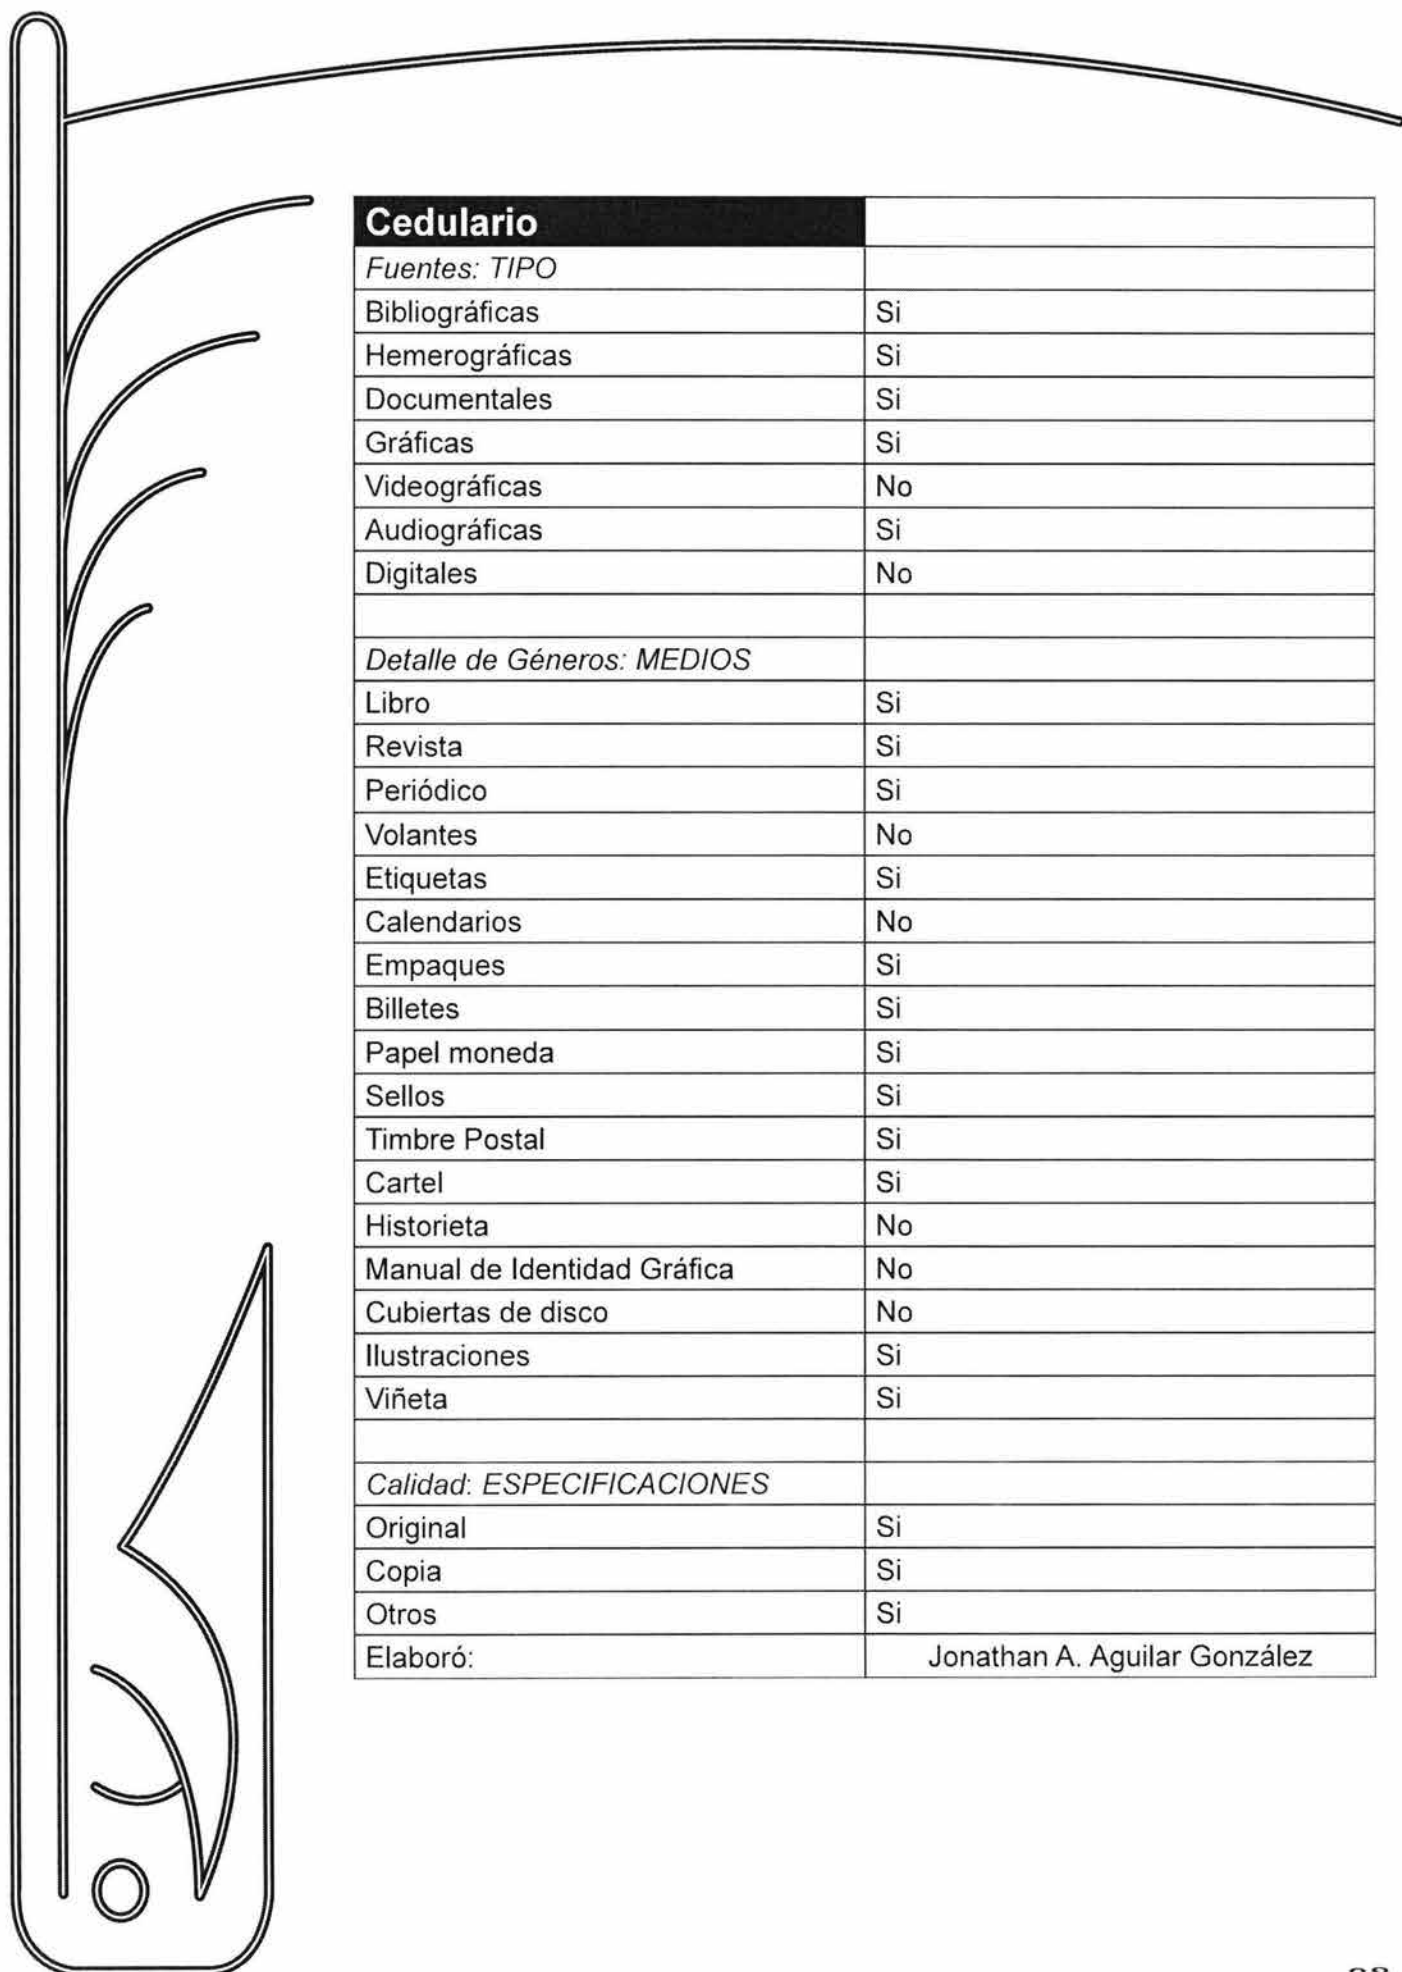 Cedulario
Fuentes: TIPO
Bibliográficas Si
Hemerográficas Si
Documentales Si
Gráficas Si
Videográficas No
Audiográficas Si
Digitales No
Detalle de Géneros: MEDIOS
Libro Si
Revista Si
Periódico Si
Volantes No
Etiquetas Si
Calendarios No
Empaques Si
Billetes Si
Papel moneda Si
Sellos Si
Timbre Postal Si
Cartel Si
Historieta No
Manual de Identidad Gráfica No
Cubiertas de disco No
Ilustraciones Si
Viñeta Si
Calidad: ESPECIFICACIONES
Original Si
Copia Si
Otros Si
Elaboró: Jonathan A. Aguilar González